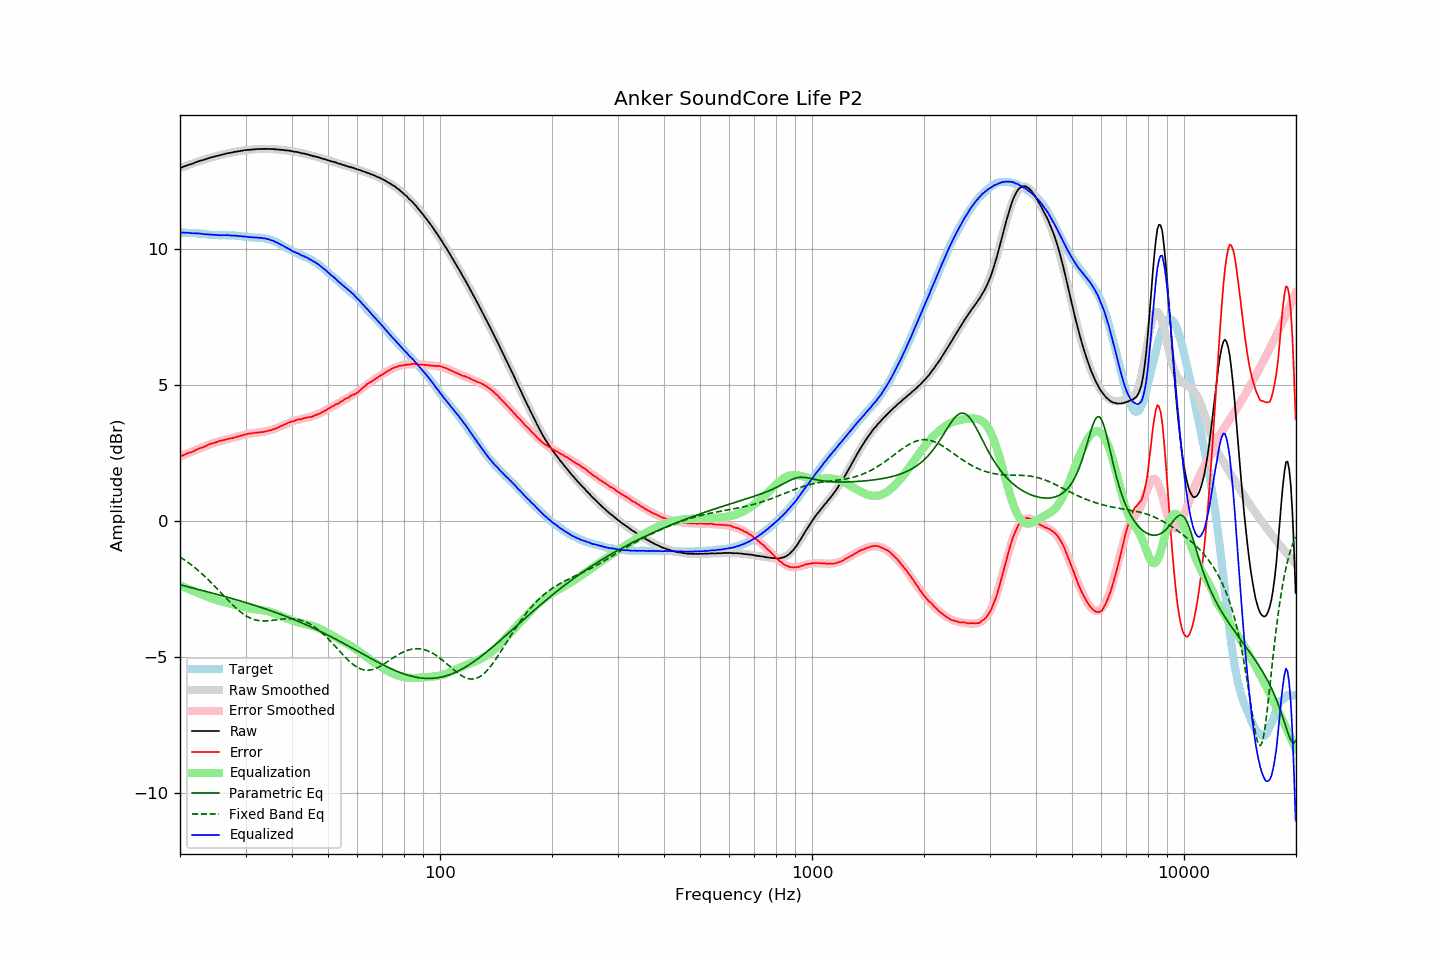 Anker SoundCore Life P2
10
5
0
−5
−10
Amplitude (dBr)
Target
Raw Smoothed
Error Smoothed
Raw
Error
Equalization
Parametric Eq
Fixed Band Eq
Equalized
100
1000
10000
Frequency (Hz)